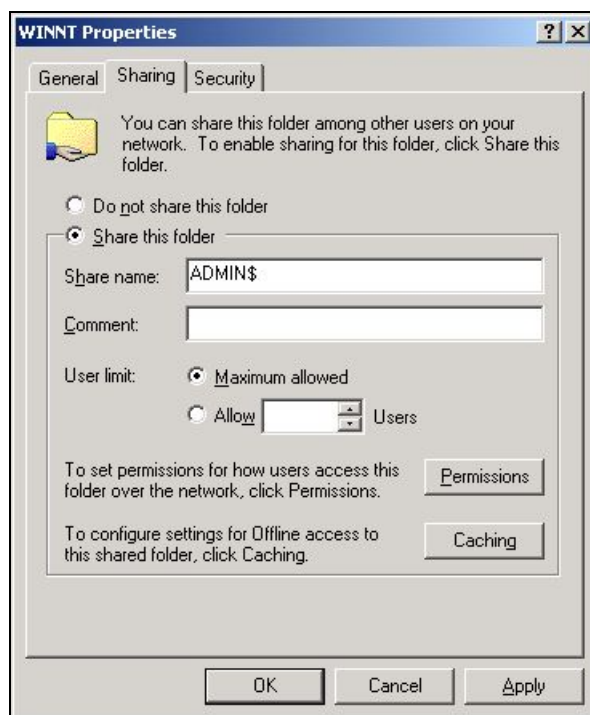 WINNT Properties
General Sharing Security
You can share this folder among other users on your
network. To enable sharing for this folder, click Share this
folder.
Do not share this folder
Share this folder
Share name: ADMIN$
Comment:
User limit: Maximum allowed
Allow Users
To set permissions for how users access this
folder over the network, click Permissions.
Permissions
To configure settings for Offline access to
this shared folder, click Caching.
Caching
OK Cancel Apply